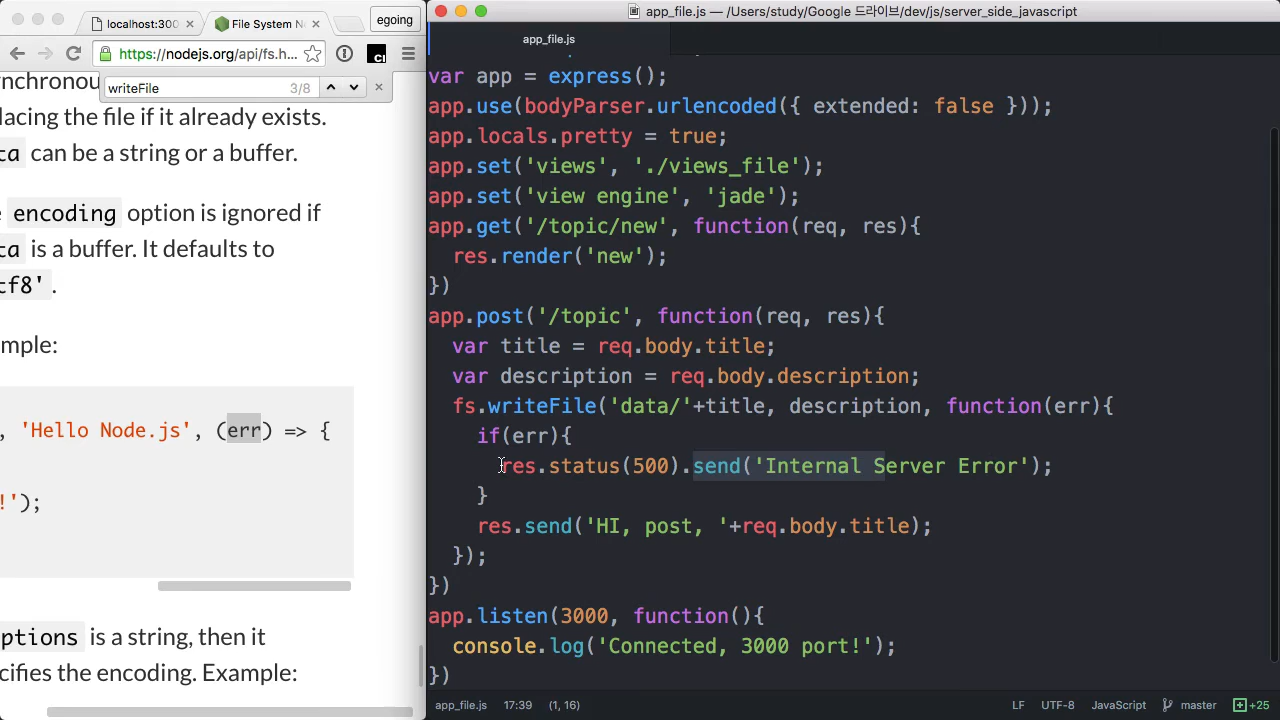 localhost:300
File System N
egoing
https://nodejs.org/api/fs.h
writeFile 3/8
lacing the file if it already exists.
ta can be a string or a buffer.
encoding option is ignored if
ta is a buffer. It defaults to
tf8'.
mple:
, 'Hello Node.js', (err) => {
!');
ptions is a string, then it
cifies the encoding. Example:
app_file.js — /Users/study/Google 드라이브/dev/js/server_side_javascript
app_file.js
var app = express();
app.use(bodyParser.urlencoded({ extended: false }));
app.locals.pretty = true;
app.set('views', './views_file');
app.set('view engine', 'jade');
app.get('/topic/new', function(req, res){
res.render('new');
})
app.post('/topic', function(req, res){
var title = req.body.title;
var description = req.body.description;
fs.writeFile('data/'+title, description, function(err){
if(err){
res.status(500).send('Internal Server Error');
}
res.send('HI, post, '+req.body.title);
});
})
app.listen(3000, function(){
console.log('Connected, 3000 port!');
})
app_file.js 17:39 (1, 16) LF UTF-8 JavaScript master +25